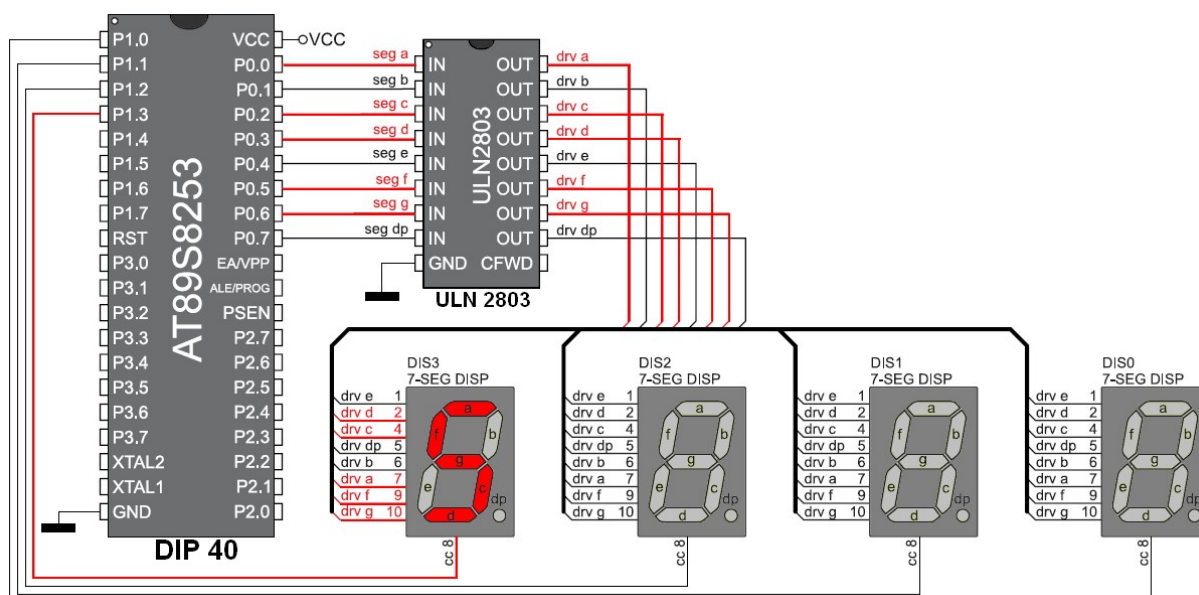 P1.0 VCC VCC
P1.1 P0.0 seg a IN OUT drv a
P1.2 P0.1 seg b IN OUT drv b
P1.3 P0.2 seg c IN OUT drv c
P1.4 P0.3 seg d IN OUT drv d
P1.5 P0.4 seg e IN OUT drv e
P1.6 P0.5 seg f IN OUT drv f
P1.7 P0.6 seg g IN OUT drv g
RST P0.7 seg dp IN OUT drv dp
P3.0 EA/VPP GND CFWD
P3.1 ALE/PROG
P3.2 PSEN
P3.3 P2.7
P3.4 P2.6
P3.5 P2.5
P3.6 P2.4
P3.7 P2.3
XTAL2 P2.2
XTAL1 P2.1
GND P2.0
AT89S8253
DIP 40
ULN2803
ULN 2803
DIS3
7-SEG DISP
drv e 1
drv d 2
drv c 4
drv dp 5
drv b 6
drv a 7
drv f 9
drv g 10
a
f b
g
e c
d dp
cc 8
DIS2
7-SEG DISP
drv e 1
drv d 2
drv c 4
drv dp 5
drv b 6
drv a 7
drv f 9
drv g 10
a
f b
g
e c
d dp
cc 8
DIS1
7-SEG DISP
drv e 1
drv d 2
drv c 4
drv dp 5
drv b 6
drv a 7
drv f 9
drv g 10
a
f b
g
e c
d dp
cc 8
DIS0
7-SEG DISP
drv e 1
drv d 2
drv c 4
drv dp 5
drv b 6
drv a 7
drv f 9
drv g 10
a
f b
g
e c
d dp
cc 8